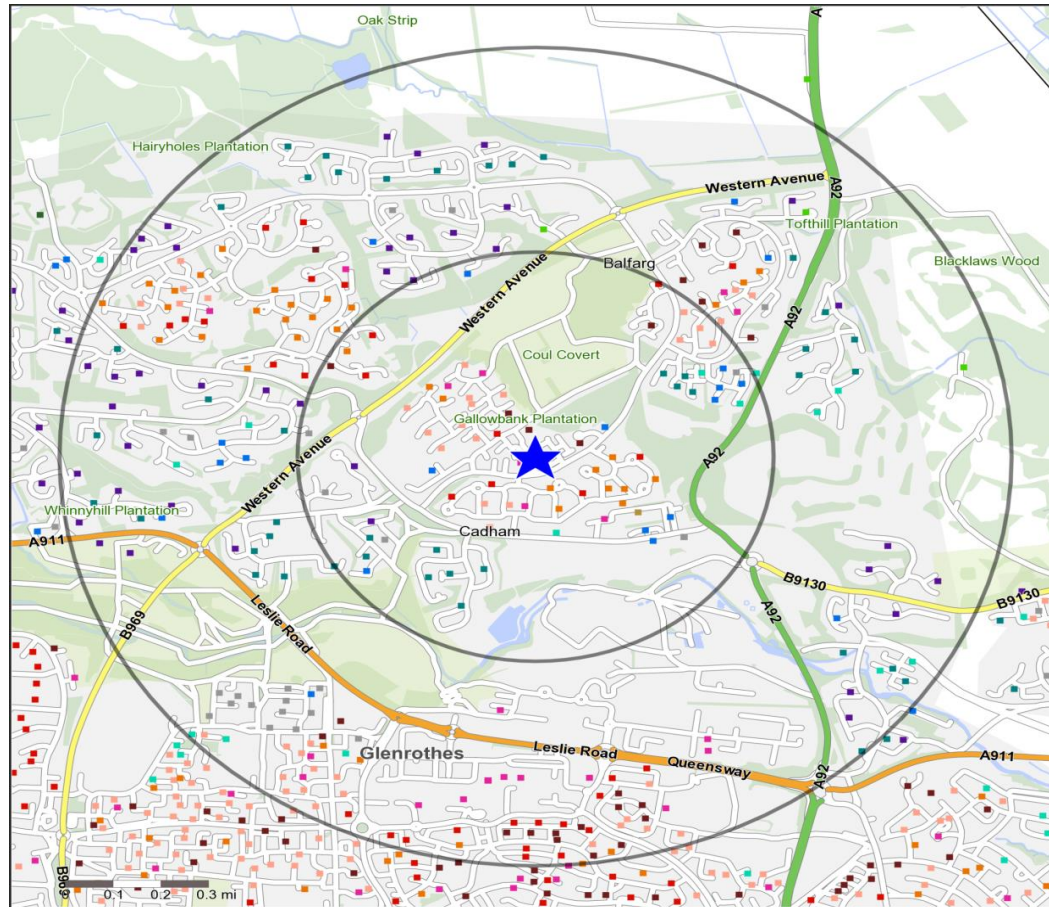 Oak Strip
A
Hairyholes Plantation
Western Avenue
A92
Tofthill Plantation
Blacklaws Wood
Balfarg
Western Avenue
A92
Coul Covert
Gallowbank Plantation
Western Avenue
A92
Whinnyhill Plantation
A911
Cadham
B9130
B9130
A92
Leslie Road
B969
Glenrothes
Leslie Road
Queensway
A911
A92
B969
0.1 0.2 0.3 mi